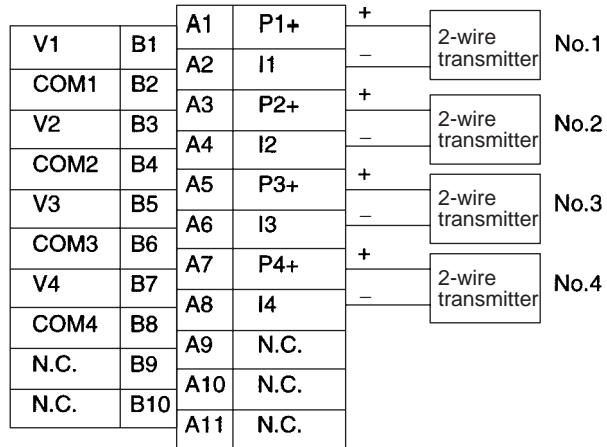 A1 P1+ + 2-wire transmitter No.1
V1 B1
A2 I1 –
COM1 B2
A3 P2+ + 2-wire transmitter No.2
V2 B3
A4 I2 –
COM2 B4
A5 P3+ + 2-wire transmitter No.3
V3 B5
A6 I3 –
COM3 B6
A7 P4+ + 2-wire transmitter No.4
V4 B7
A8 I4 –
COM4 B8
A9 N.C.
N.C. B9
A10 N.C.
N.C. B10
A11 N.C.